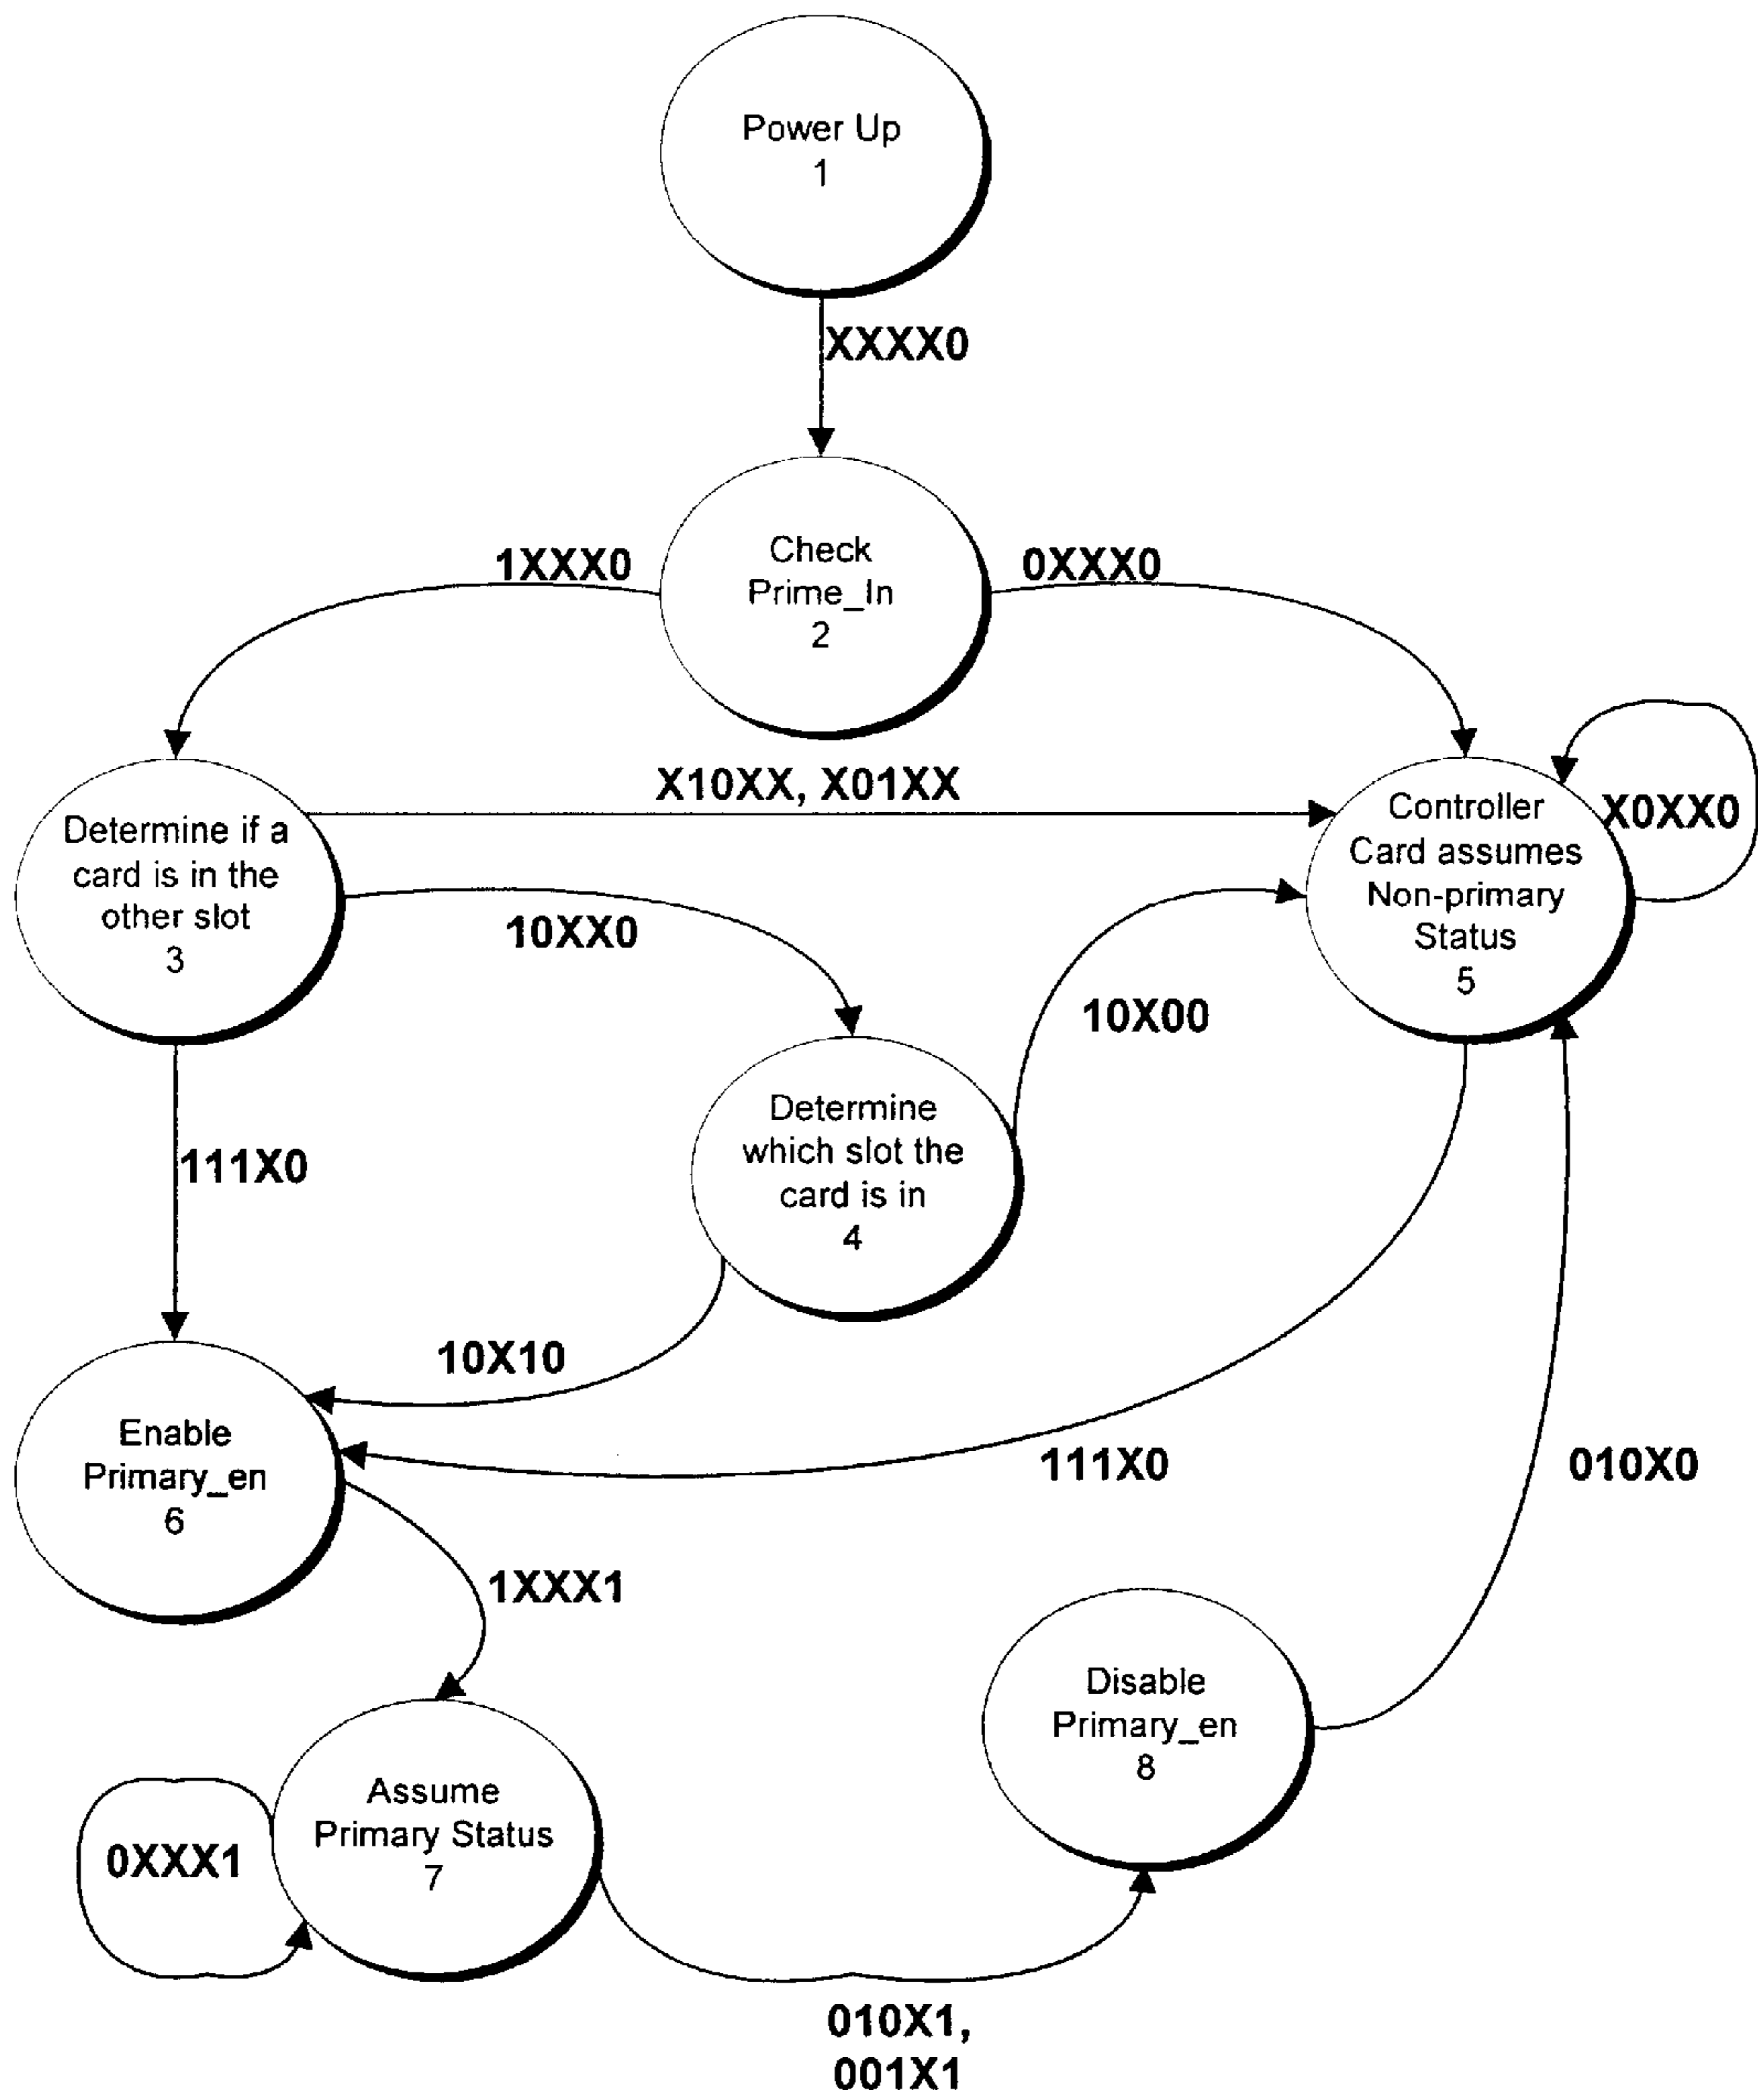 Power Up
1
XXXX0
Check
Prime_In
2
1XXX0
0XXX0
X10XX, X01XX
Determine if a
card is in the
other slot
3
Controller
Card assumes
Non-primary
Status
5
X0XX0
10XX0
10X00
Determine
which slot the
card is in
4
111X0
10X10
Enable
Primary_en
6
111X0
010X0
1XXX1
Disable
Primary_en
8
Assume
Primary Status
7
0XXX1
010X1,
001X1